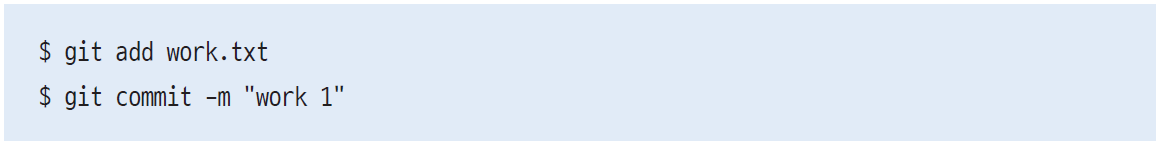 $ git add work.txt
$ git commit -m "work 1"